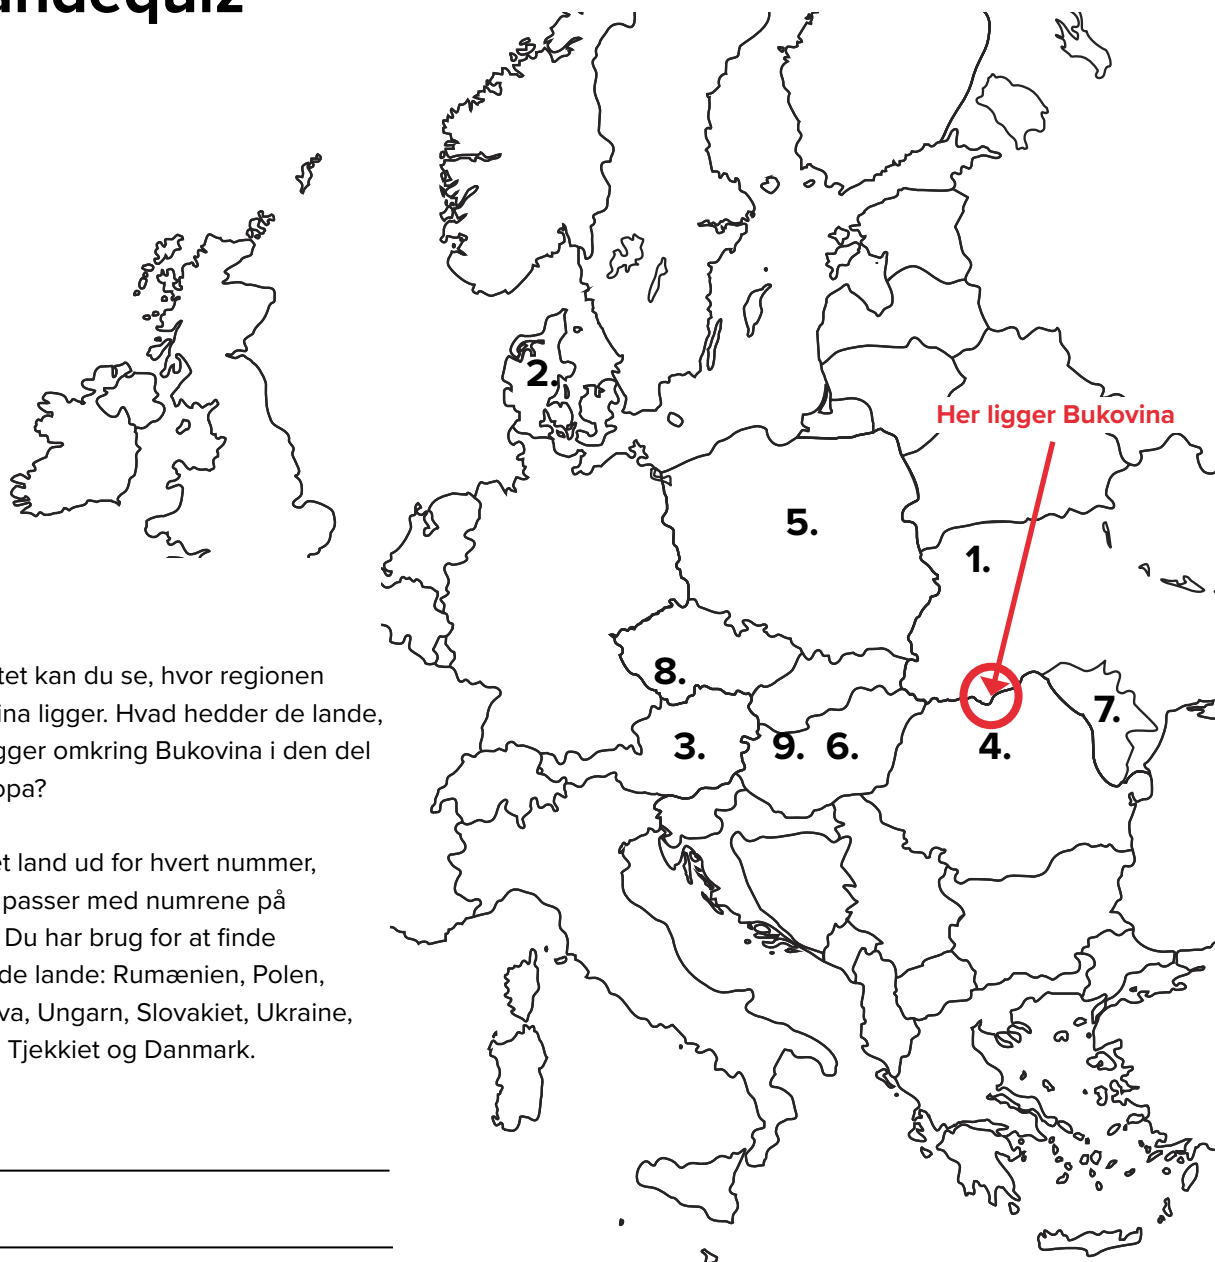 andequiz
2.
Her ligger Bukovina
5.
1.
8.
7.
3.
9. 6.
4.
tet kan du se, hvor regionen
ina ligger. Hvad hedder de lande,
gger omkring Bukovina i den del
opa?
et land ud for hvert nummer,
passer med numrene på
Du har brug for at finde
de lande: Rumænien, Polen,
va, Ungarn, Slovakiet, Ukraine,
Tjekkiet og Danmark.